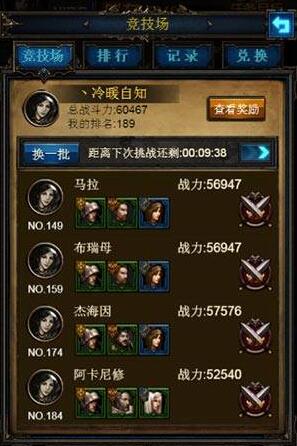 竞技场
竞技场 排行 记录 兑换
丶冷暖自知
总战斗力:60467
我的排名:189
查看奖励
换一批 距离下次挑战还剩:00:09:38
马拉 战力:56947
NO.149
布瑞母 战力:56947
NO.159
杰海因 战力:57576
NO.174
阿卡尼修 战力:52540
NO.184